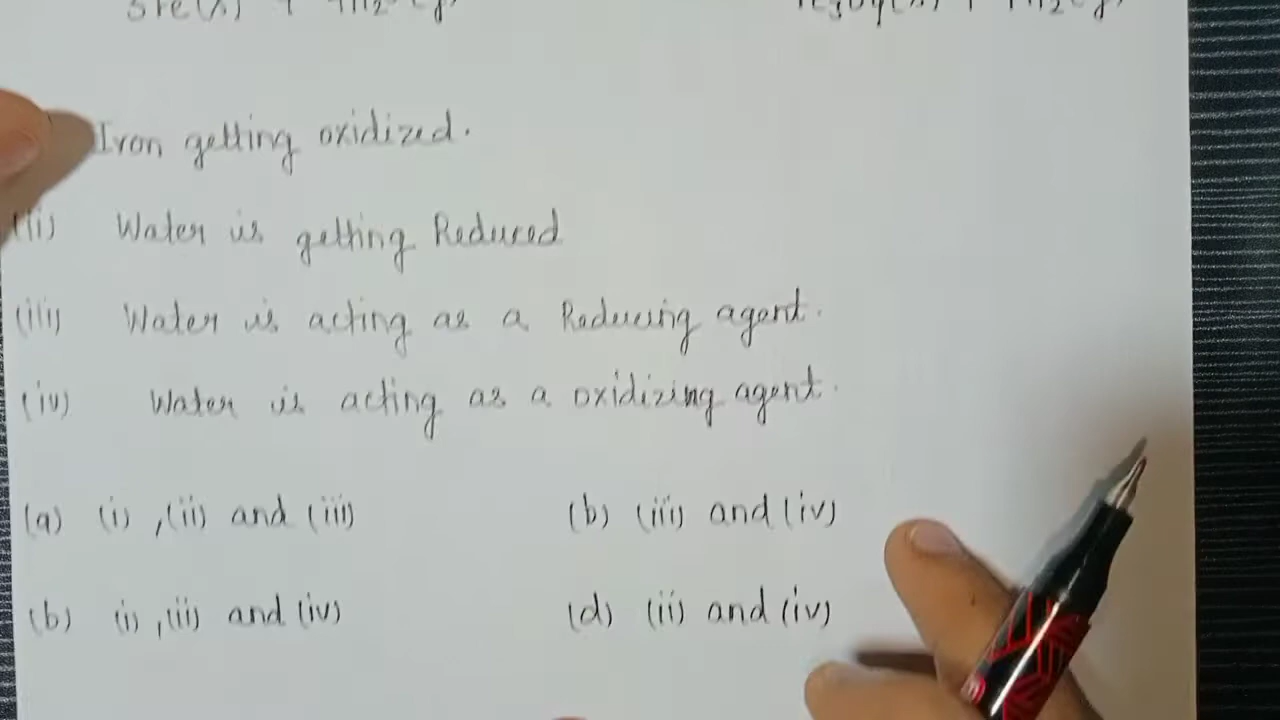 Iron getting oxidized.
(ii) Water is getting Reduced
(iii) Water is acting as a Reducing agent.
(iv) Water is acting as a oxidizing agent.
(a) (i) , (ii) and (iii) (b) (iii) and (iv)
(b) (i) , (ii) and (iv) (d) (ii) and (iv)